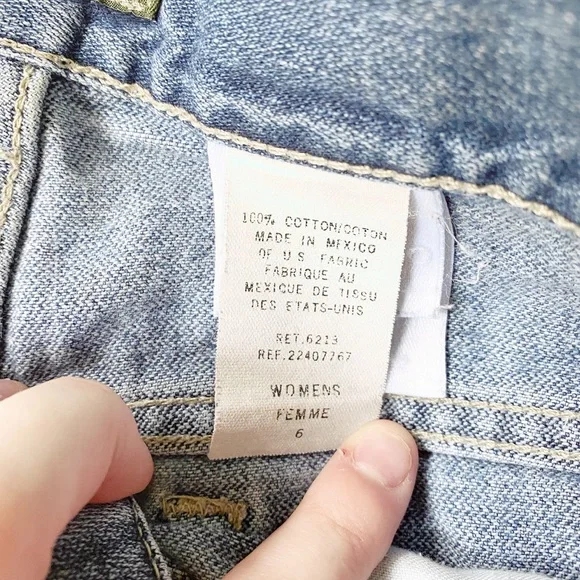 100% COTTON/COTON
MADE IN MEXICO
OF U.S FABRIC
FABRIQUE AU
MEXIQUE DE TISSU
DES ETATS-UNIS
RET.6213
REF.22407767
WOMENS
FEMME
6